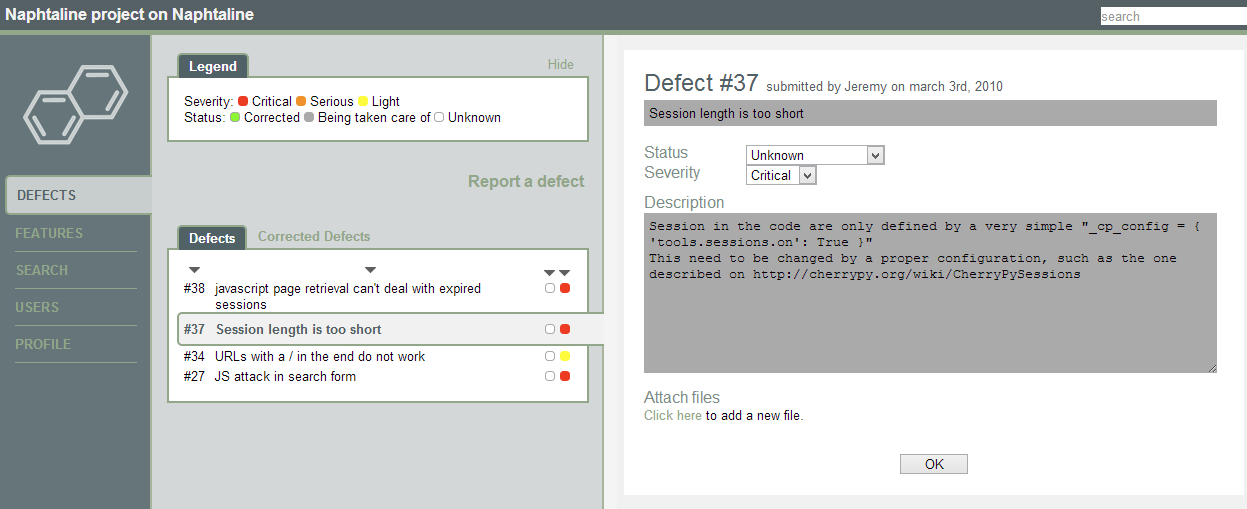 Naphtaline project on Naphtaline
search
DEFECTS
FEATURES
SEARCH
USERS
PROFILE
Legend
Hide
Severity: Critical Serious Light
Status: Corrected Being taken care of Unknown
Report a defect
Defects Corrected Defects
#38 javascript page retrieval can't deal with expired
sessions
#37 Session length is too short
#34 URLs with a / in the end do not work
#27 JS attack in search form
Defect #37 submitted by Jeremy on march 3rd, 2010
Session length is too short
Status Unknown
Severity Critical
Description
Session in the code are only defined by a very simple "_cp_config = {
'tools.sessions.on': True }"
This need to be changed by a proper configuration, such as the one
described on http://cherrypy.org/wiki/CherryPySessions
Attach files
Click here to add a new file.
OK